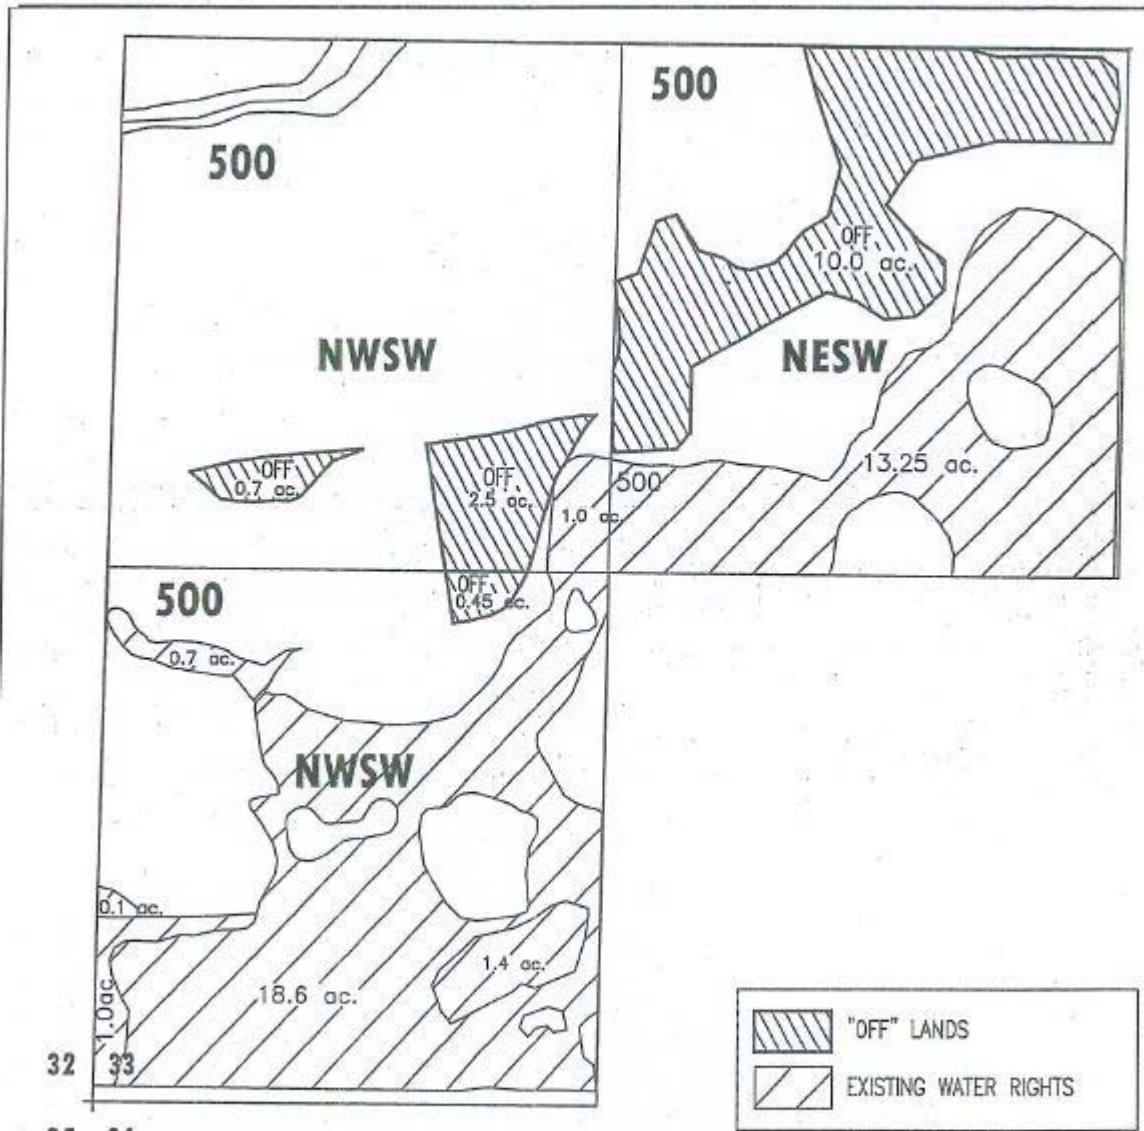 500
500
OFF
10.0 ac.
NWSW
NESW
OFF
0.7 ac.
OFF
2.5 ac.
500
13.25 ac.
1.0 ac.
500
OFF
0.45 ac.
0.7 ac.
NWSW
0.1 ac.
1.4 ac.
18.6 ac.
1.0ac.
32 33
"OFF" LANDS
EXISTING WATER RIGHTS